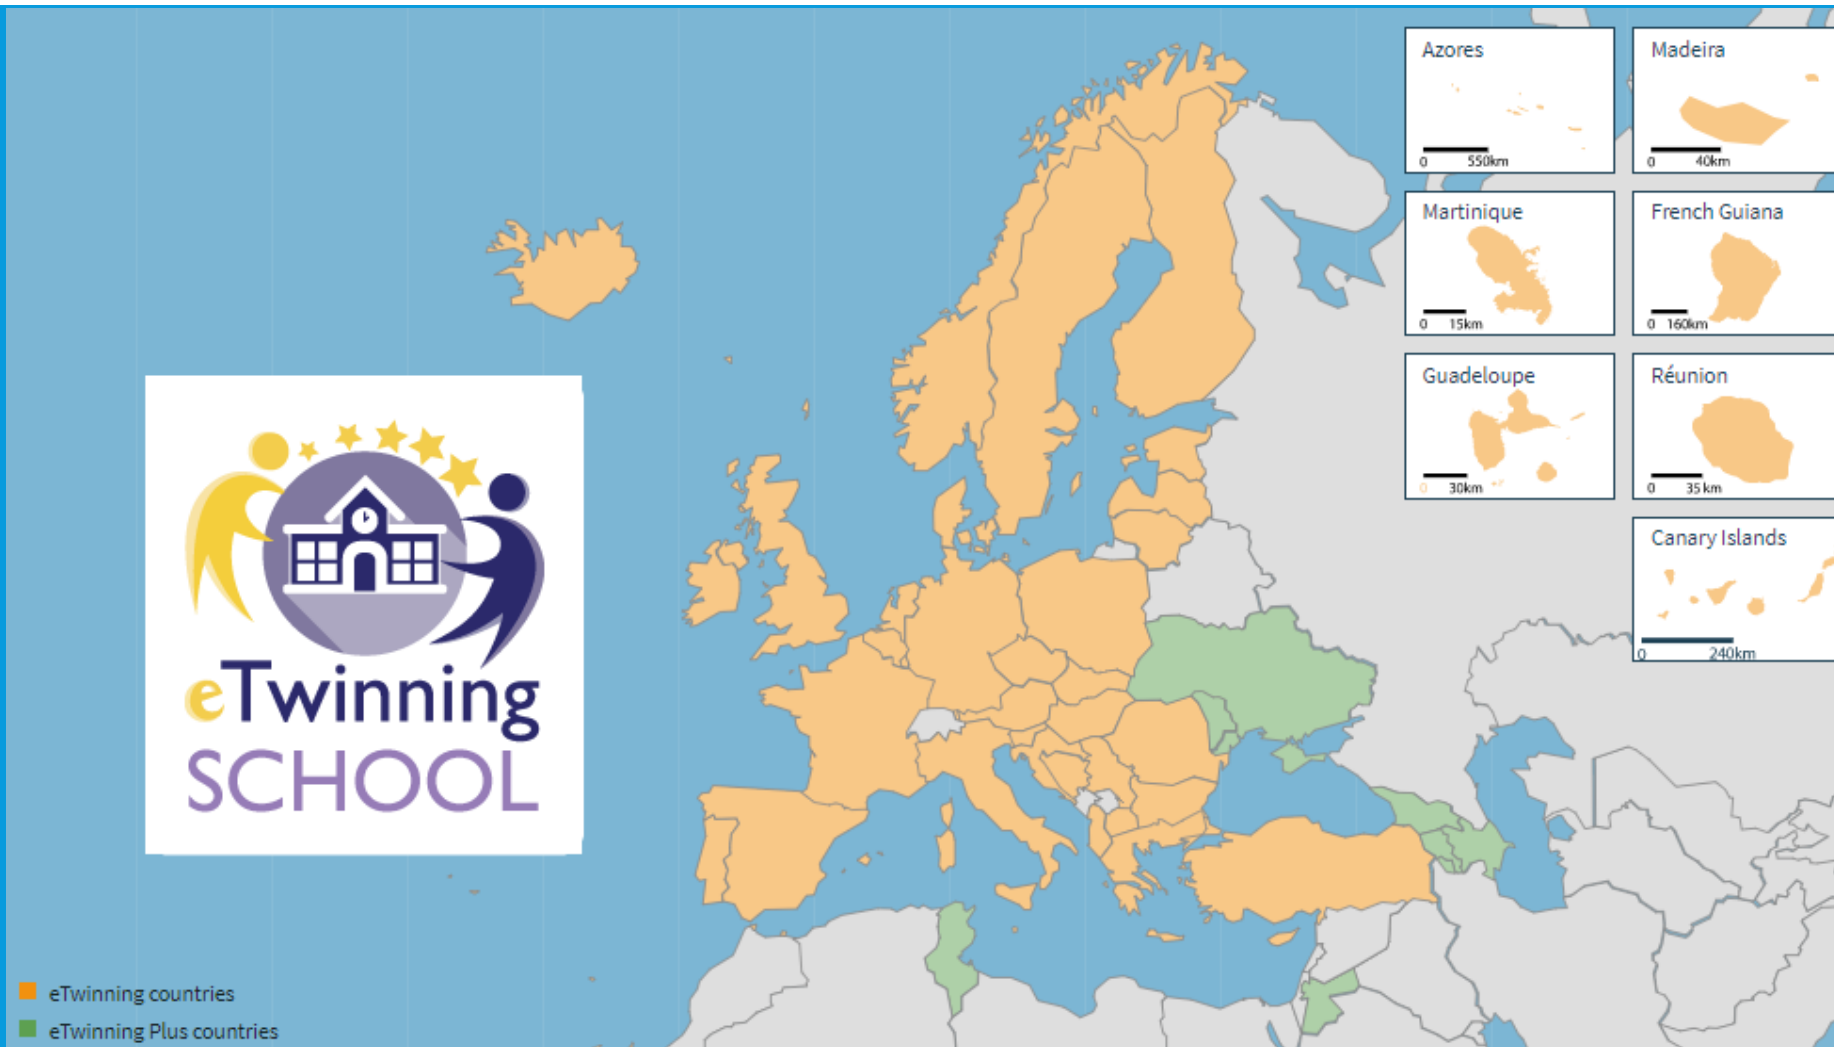 Azores
0 550km
Madeira
0 40km
Martinique
0 15km
French Guiana
0 160km
Guadeloupe
0 30km
Réunion
0 35 km
Canary Islands
0 240km
eTwinning
SCHOOL
eTwinning countries
eTwinning Plus countries